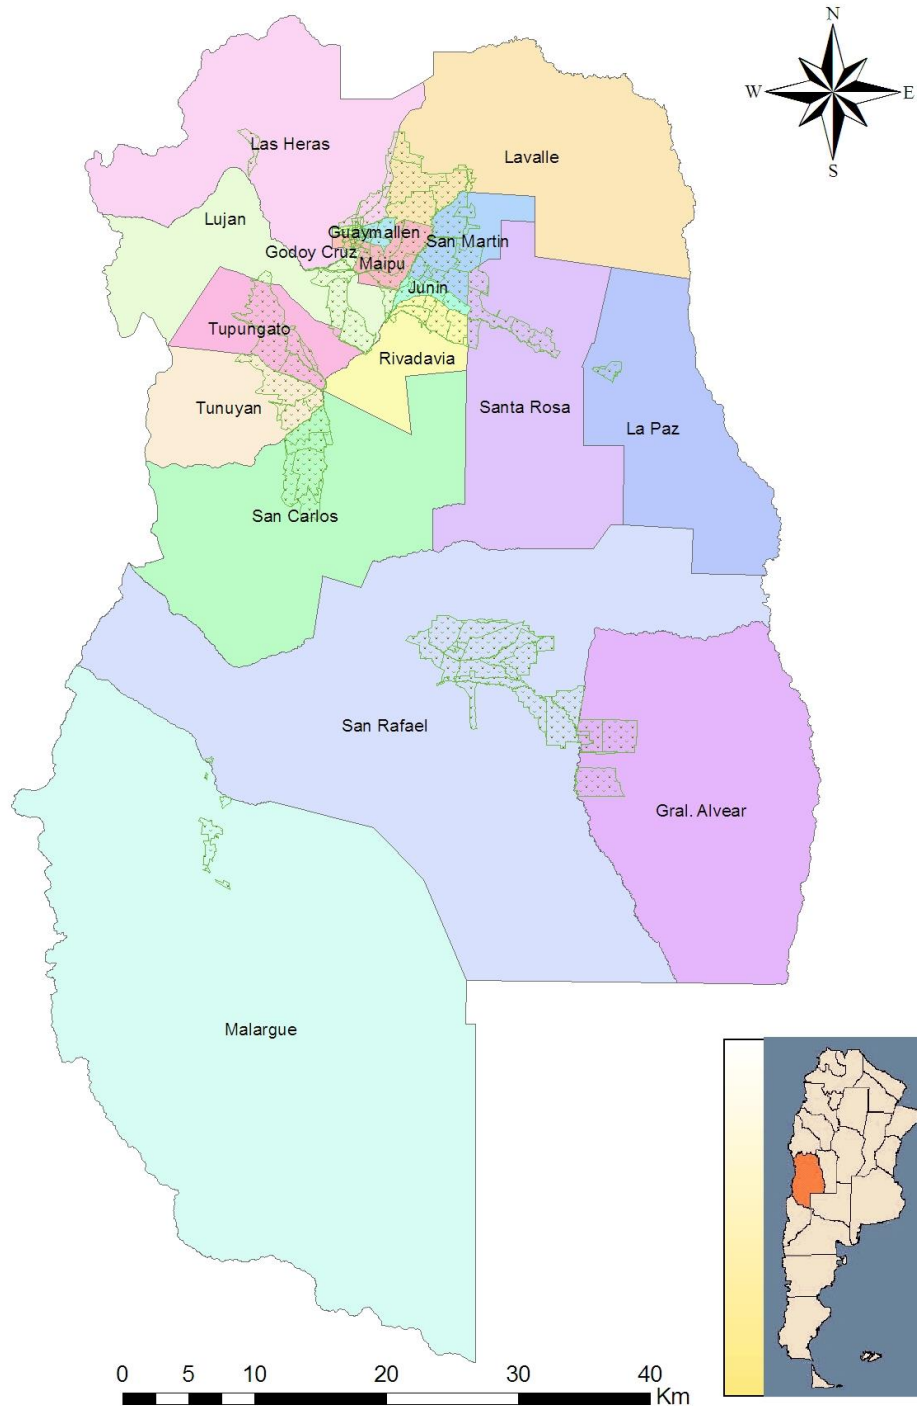 N
W
E
S
Las Heras
Lavalle
Lujan
Guaymallen
San Martin
Godoy Cruz
Maipu
Junin
Tupungato
Rivadavia
Tunuyan
Santa Rosa
La Paz
San Carlos
San Rafael
Gral. Alvear
Malargue
0 5 10 20 30 40
Km